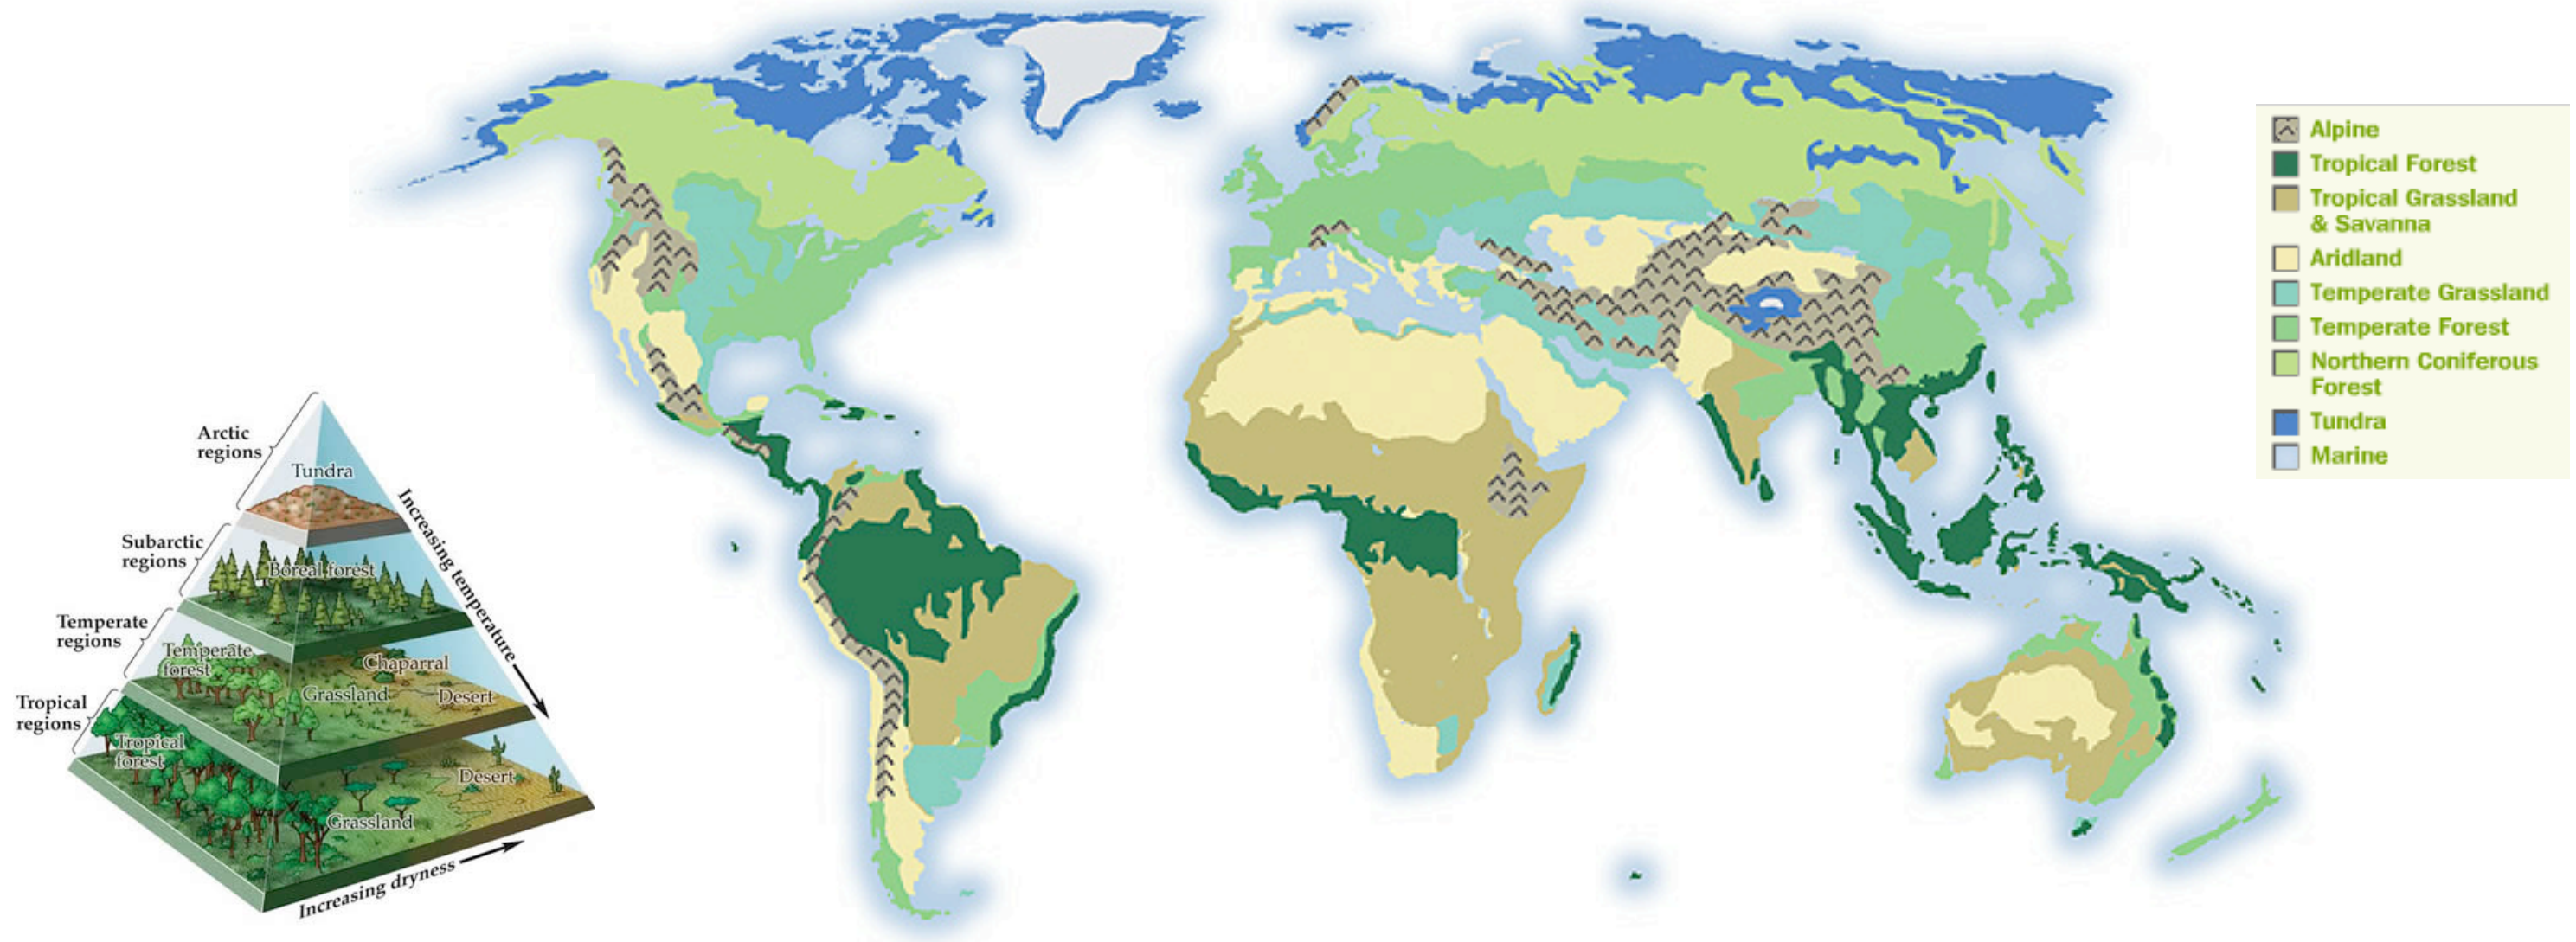 Arctic
regions
Tundra
Subarctic
regions
Boreal forest
Increasing temperature
Temperate
regions
Temperate
forest
Chaparral
Grassland
Desert
Tropical
regions
Tropical
forest
Desert
Grassland
Increasing dryness
Alpine
Tropical Forest
Tropical Grassland
& Savanna
Aridland
Temperate Grassland
Temperate Forest
Northern Coniferous
Forest
Tundra
Marine